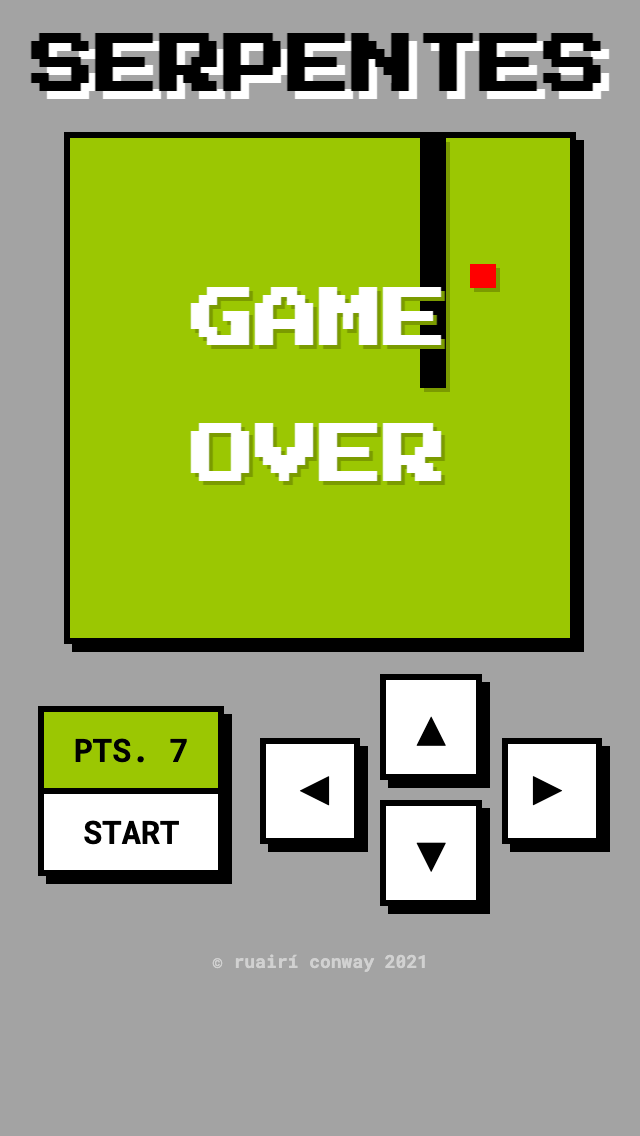 SERPENTES
GAME
OVER
PTS. 7
START
▲
◀
▶
▼
© ruairí conway 2021